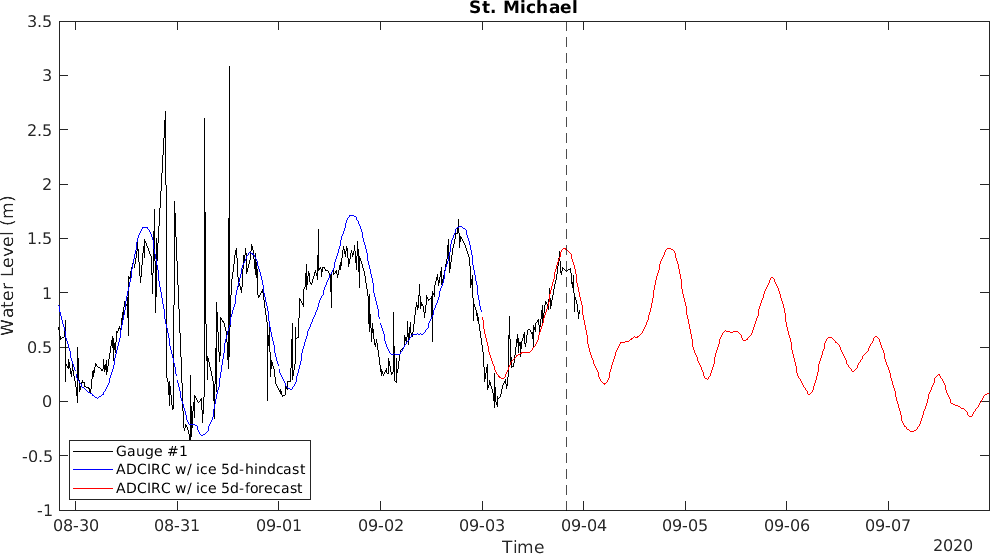 St. Michael
3.5
3
2.5
2
1.5
1
0.5
0
-0.5
-1
Water Level (m)
Gauge #1
ADCIRC w/ ice 5d-hindcast
ADCIRC w/ ice 5d-forecast
08-30 08-31 09-01 09-02 09-03 09-04 09-05 09-06 09-07
Time
2020